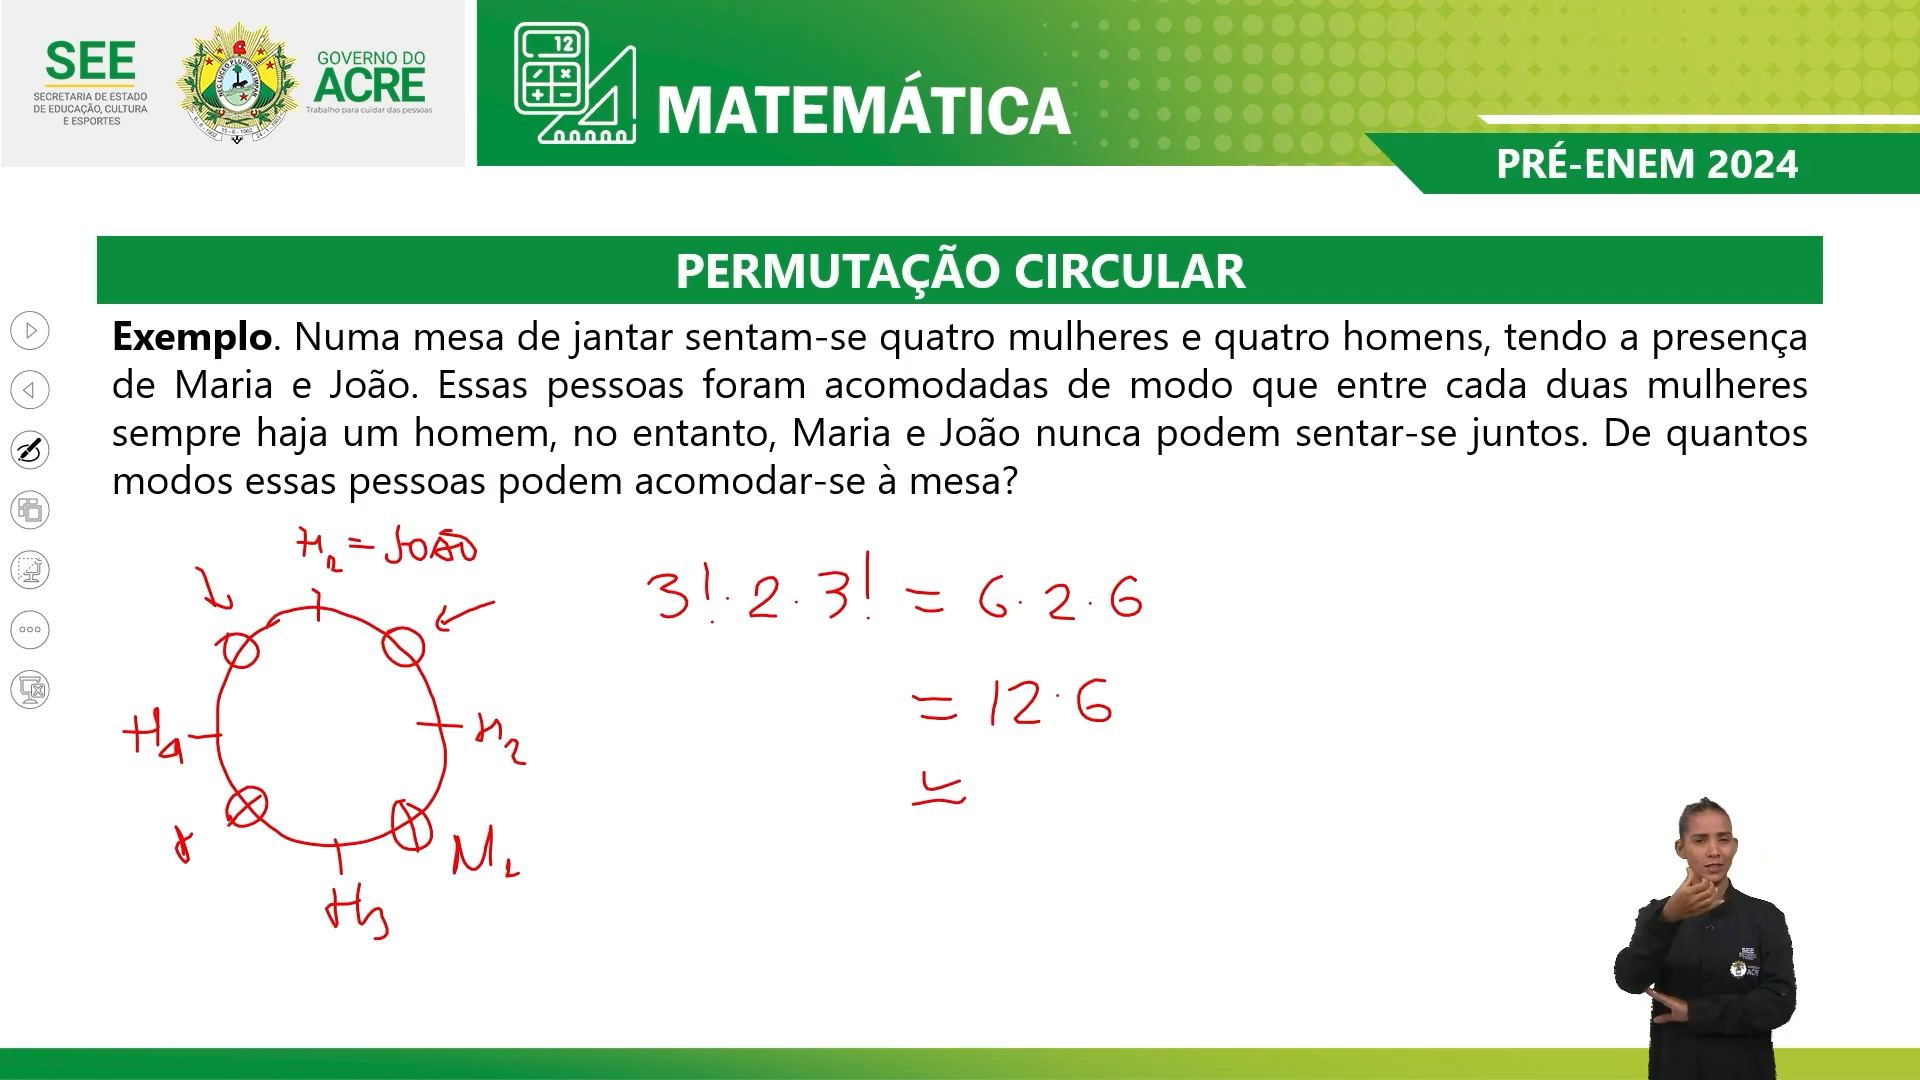 SEE
SECRETARIA DE ESTADO
DE EDUCAÇÃO, CULTURA
E ESPORTES
GOVERNO DO
ACRE
Trabalho para cuidar das pessoas
12
MATEMÁTICA
PRÉ-ENEM 2024
PERMUTAÇÃO CIRCULAR
Exemplo. Numa mesa de jantar sentam-se quatro mulheres e quatro homens, tendo a presença
de Maria e João. Essas pessoas foram acomodadas de modo que entre cada duas mulheres
sempre haja um homem, no entanto, Maria e João nunca podem sentar-se juntos. De quantos
modos essas pessoas podem acomodar-se à mesa?
H2 = JOÃO
3! · 2 · 3! = 6 · 2 · 6
= 12 · 6
=
H4
H2
H3
SEE